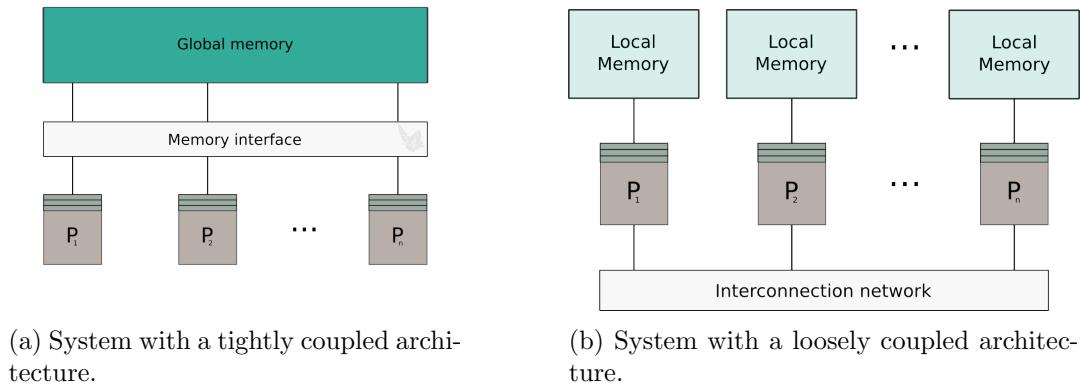 Global memory
Memory interface
P1 P2 ... Pn
(a) System with a tightly coupled archi-
tecture.
Local Local ... Local
Memory Memory Memory
P1 P2 ... Pn
Interconnection network
(b) System with a loosely coupled architec-
ture.